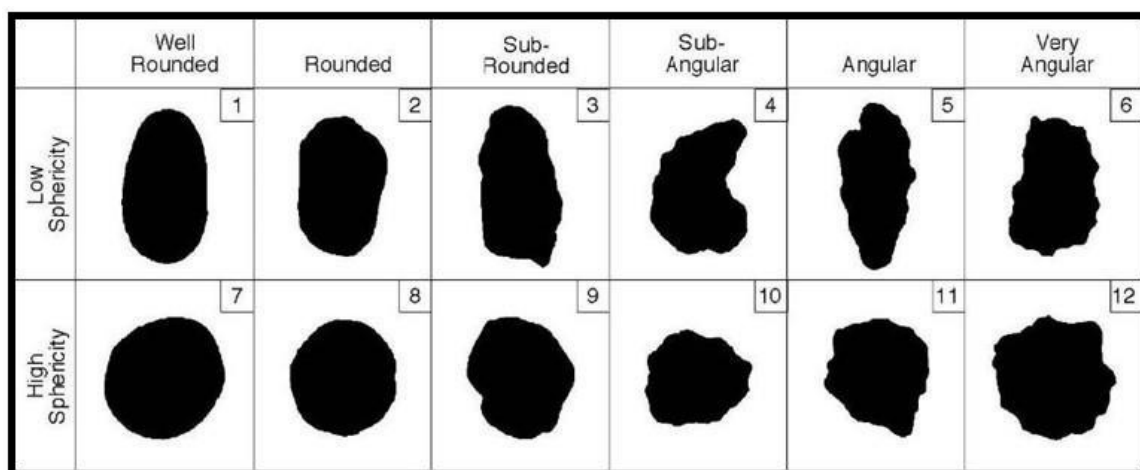 Well
Rounded
Rounded
Sub-
Rounded
Sub-
Angular
Angular
Very
Angular
Low
Sphericity
1
2
3
4
5
6
High
Sphericity
7
8
9
10
11
12